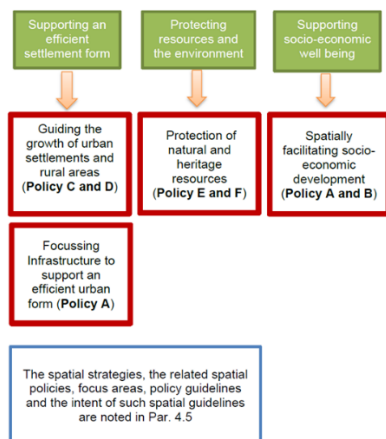 Supporting an
efficient
settlement form
Protecting
resources and
the environment
Supporting
socio-economic
well being
Guiding the
growth of urban
settlements and
rural areas
(Policy C and D)
Protection of
natural and
heritage
resources
(Policy E and F)
Spatially
facilitating socio-
economic
development
(Policy A and B)
Focussing
Infrastructure to
support an
efficient urban
form (Policy A)
The spatial strategies, the related spatial
policies, focus areas, policy guidelines
and the intent of such spatial guidelines
are noted in Par. 4.5